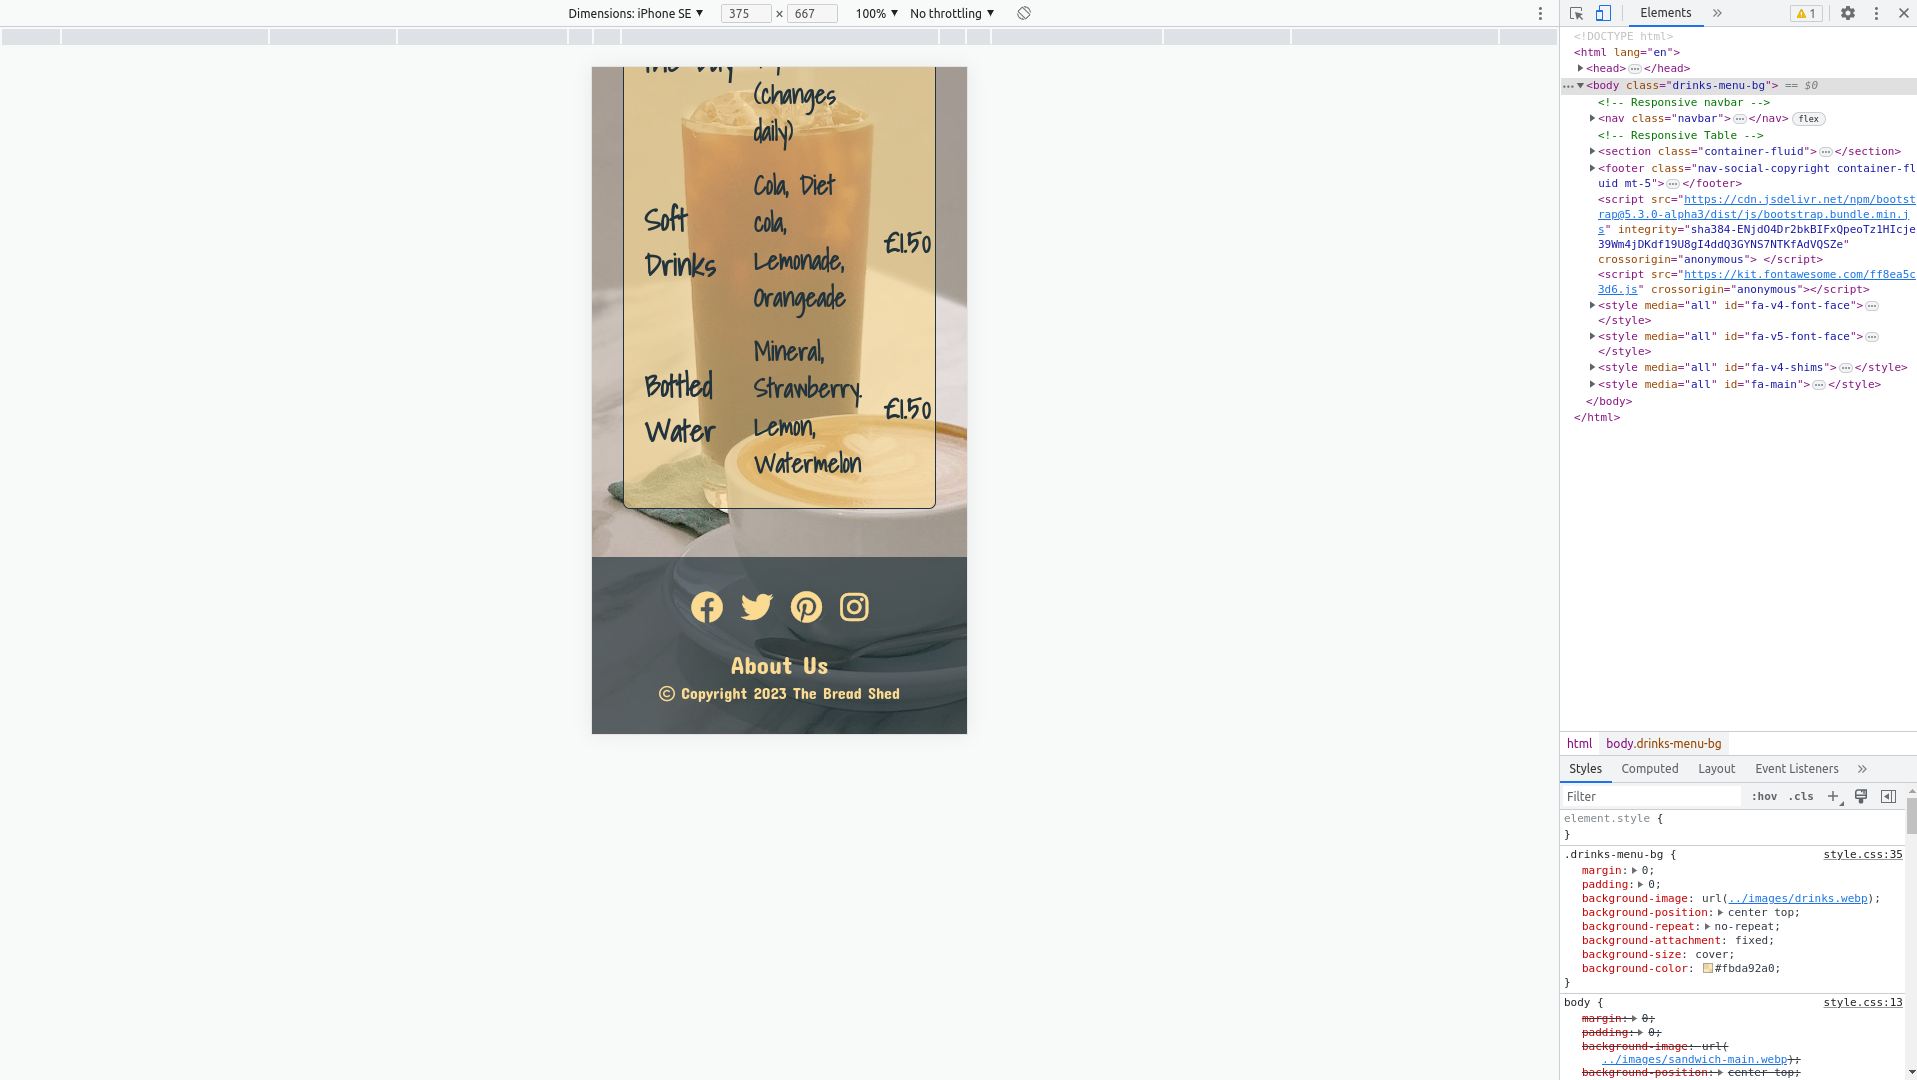 Dimensions: iPhone SE ▼ 375 × 667 100% ▼ No throttling ▼
(Changes
daily)
Soft
Drinks
Cola, Diet
cola,
Lemonade,
Orangeade
£1.50
Bottled
Water
Mineral,
Strawberry.
Lemon,
Watermelon
£1.50
About Us
© Copyright 2023 The Bread Shed
Elements » 1
<!DOCTYPE html>
<html lang="en">
<head>…</head>
<body class="drinks-menu-bg"> == $0
<!-- Responsive navbar -->
<nav class="navbar">…</nav> flex
<!-- Responsive Table -->
<section class="container-fluid">…</section>
<footer class="nav-social-copyright container-fl
uid mt-5">…</footer>
<script src="https://cdn.jsdelivr.net/npm/bootst
rap@5.3.0-alpha3/dist/js/bootstrap.bundle.min.j
s" integrity="sha384-ENjdO4Dr2bkBIFxQpeoTz1HIcje
39Wm4jDKdf19U8gI4ddQ3GYNS7NTKfAdVQSZe"
crossorigin="anonymous"> </script>
<script src="https://kit.fontawesome.com/ff8ea5c
3d6.js" crossorigin="anonymous"></script>
<style media="all" id="fa-v4-font-face">…
</style>
<style media="all" id="fa-v5-font-face">…
</style>
<style media="all" id="fa-v4-shims">…</style>
<style media="all" id="fa-main">…</style>
</body>
</html>
html body.drinks-menu-bg
Styles Computed Layout Event Listeners »
Filter :hov .cls +
element.style {
}
.drinks-menu-bg { style.css:35
margin: 0;
padding: 0;
background-image: url(../images/drinks.webp);
background-position: center top;
background-repeat: no-repeat;
background-attachment: fixed;
background-size: cover;
background-color: #fbda92a0;
}
body { style.css:13
margin: 0;
padding: 0;
background-image: url(
../images/sandwich-main.webp);
background-position: center top;